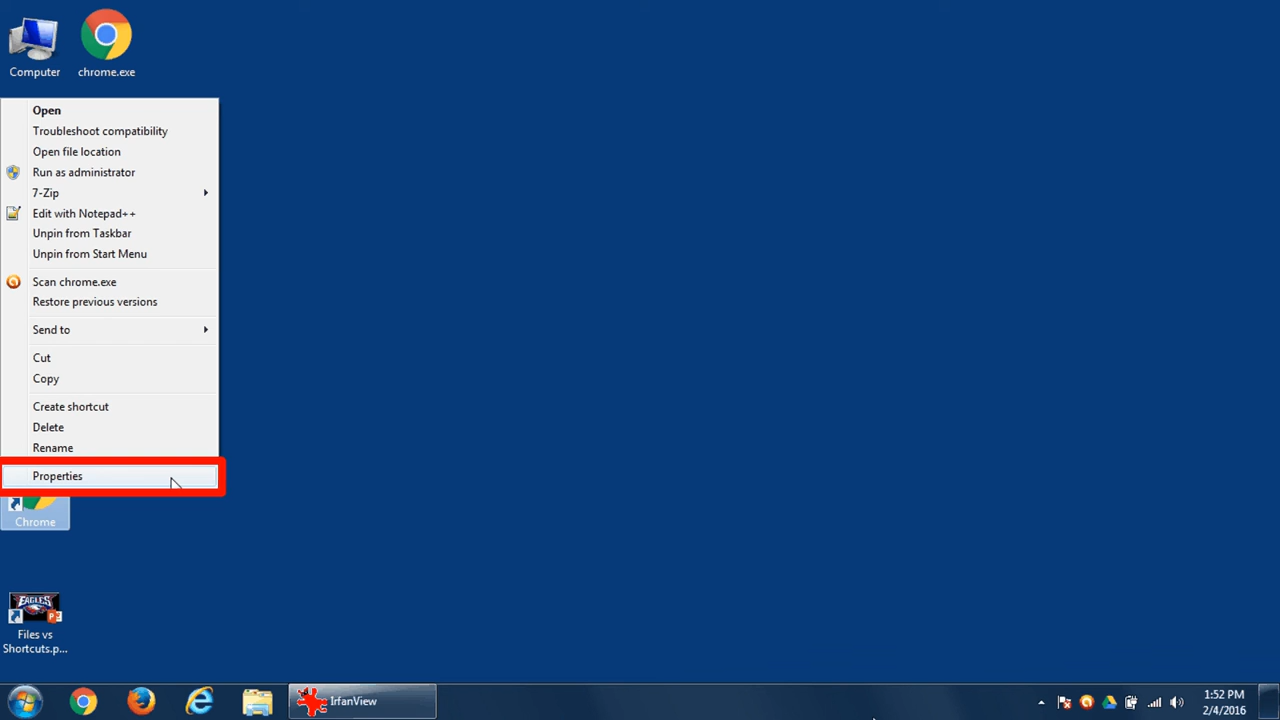 Computer
chrome.exe
Open
Troubleshoot compatibility
Open file location
Run as administrator
7-Zip
Edit with Notepad++
Unpin from Taskbar
Unpin from Start Menu
Scan chrome.exe
Restore previous versions
Send to
Cut
Copy
Create shortcut
Delete
Rename
Properties
Chrome
EAGLES
Files vs
Shortcuts.p...
IrfanView
1:52 PM
2/4/2016